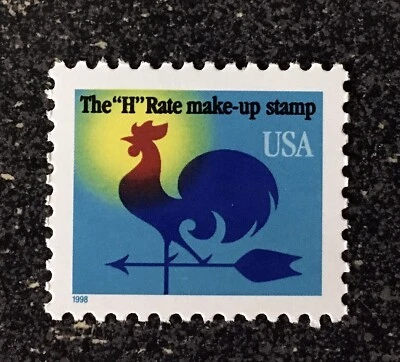 The "H" Rate make-up stamp
USA
1998